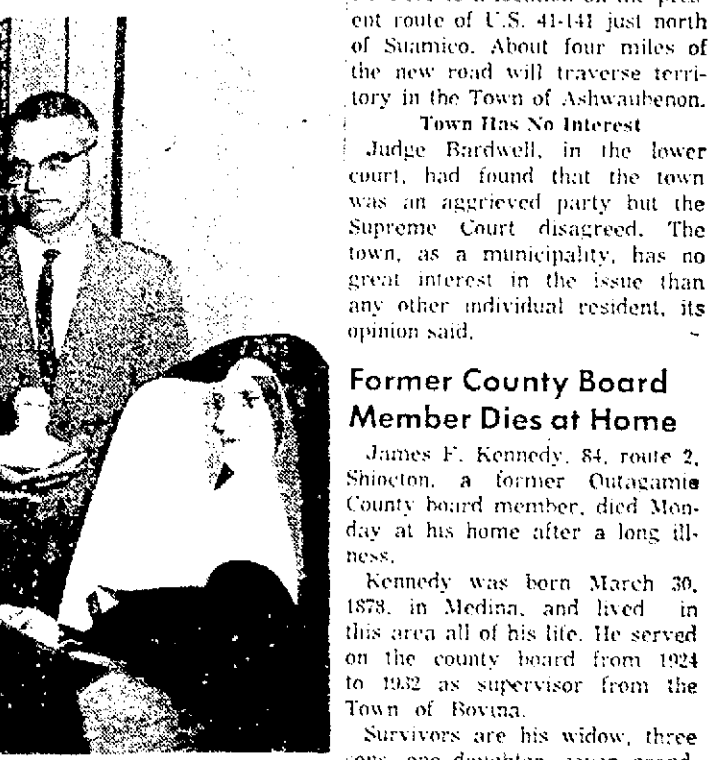 ent route of U.S. 41-141 just north
of Suamico. About four miles of
the new road will traverse terri-
tory in the Town of Ashwaubenon.
Town Has No Interest
Judge Bardwell, in the lower
court, had found that the town
was an aggrieved party but the
Supreme Court disagreed. The
town, as a municipality, has no
great interest in the issue than
any other individual resident, its
opinion said.
Former County Board
Member Dies at Home
James F. Kennedy, 84, route 2,
Shiocton, a former Outagamie
County board member, died Mon-
day at his home after a long ill-
ness.
Kennedy was born March 30,
1878, in Medina, and lived in
this area all of his life. He served
on the county board from 1924
to 1932 as supervisor from the
Town of Bovina.
Survivors are his widow, three